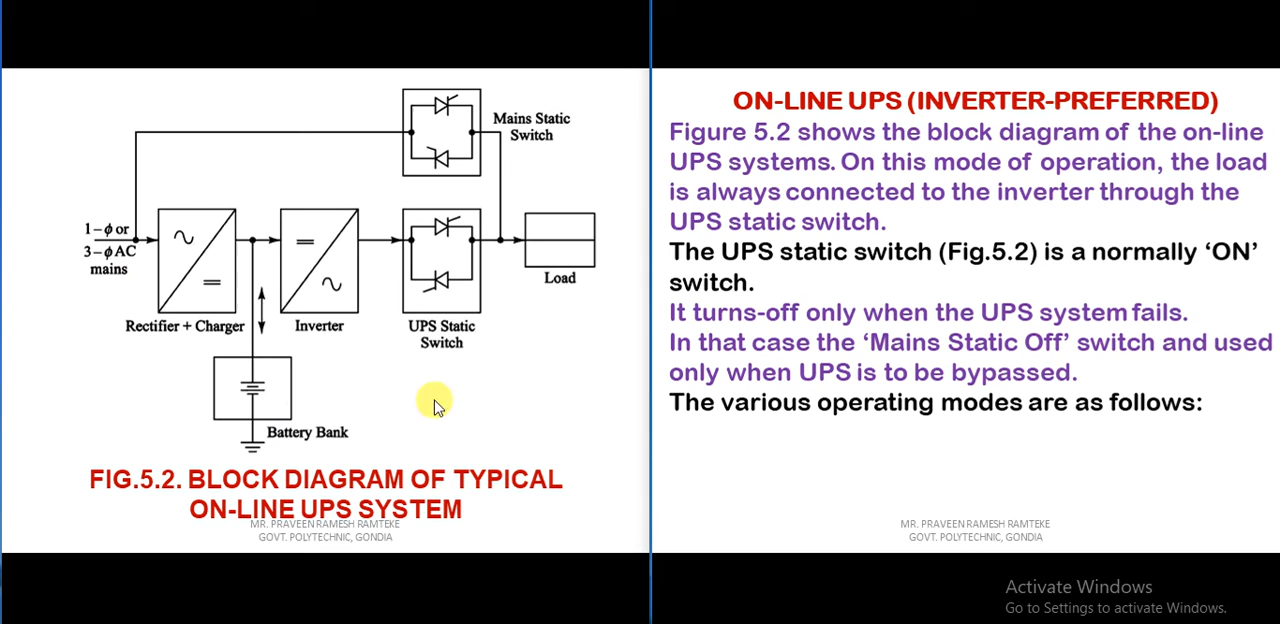 Mains Static
Switch
1-ϕ or
3-ϕ AC
mains
Rectifier + Charger
Inverter
UPS Static
Switch
Load
Battery Bank
FIG.5.2. BLOCK DIAGRAM OF TYPICAL
ON-LINE UPS SYSTEM
MR. PRAVEEN RAMESH RAMTEKE
GOVT. POLYTECHNIC, GONDIA
ON-LINE UPS (INVERTER-PREFERRED)
Figure 5.2 shows the block diagram of the on-line
UPS systems. On this mode of operation, the load
is always connected to the inverter through the
UPS static switch.
The UPS static switch (Fig.5.2) is a normally ‘ON’
switch.
It turns-off only when the UPS system fails.
In that case the ‘Mains Static Off’ switch and used
only when UPS is to be bypassed.
The various operating modes are as follows:
MR. PRAVEEN RAMESH RAMTEKE
GOVT. POLYTECHNIC, GONDIA
Activate Windows
Go to Settings to activate Windows.